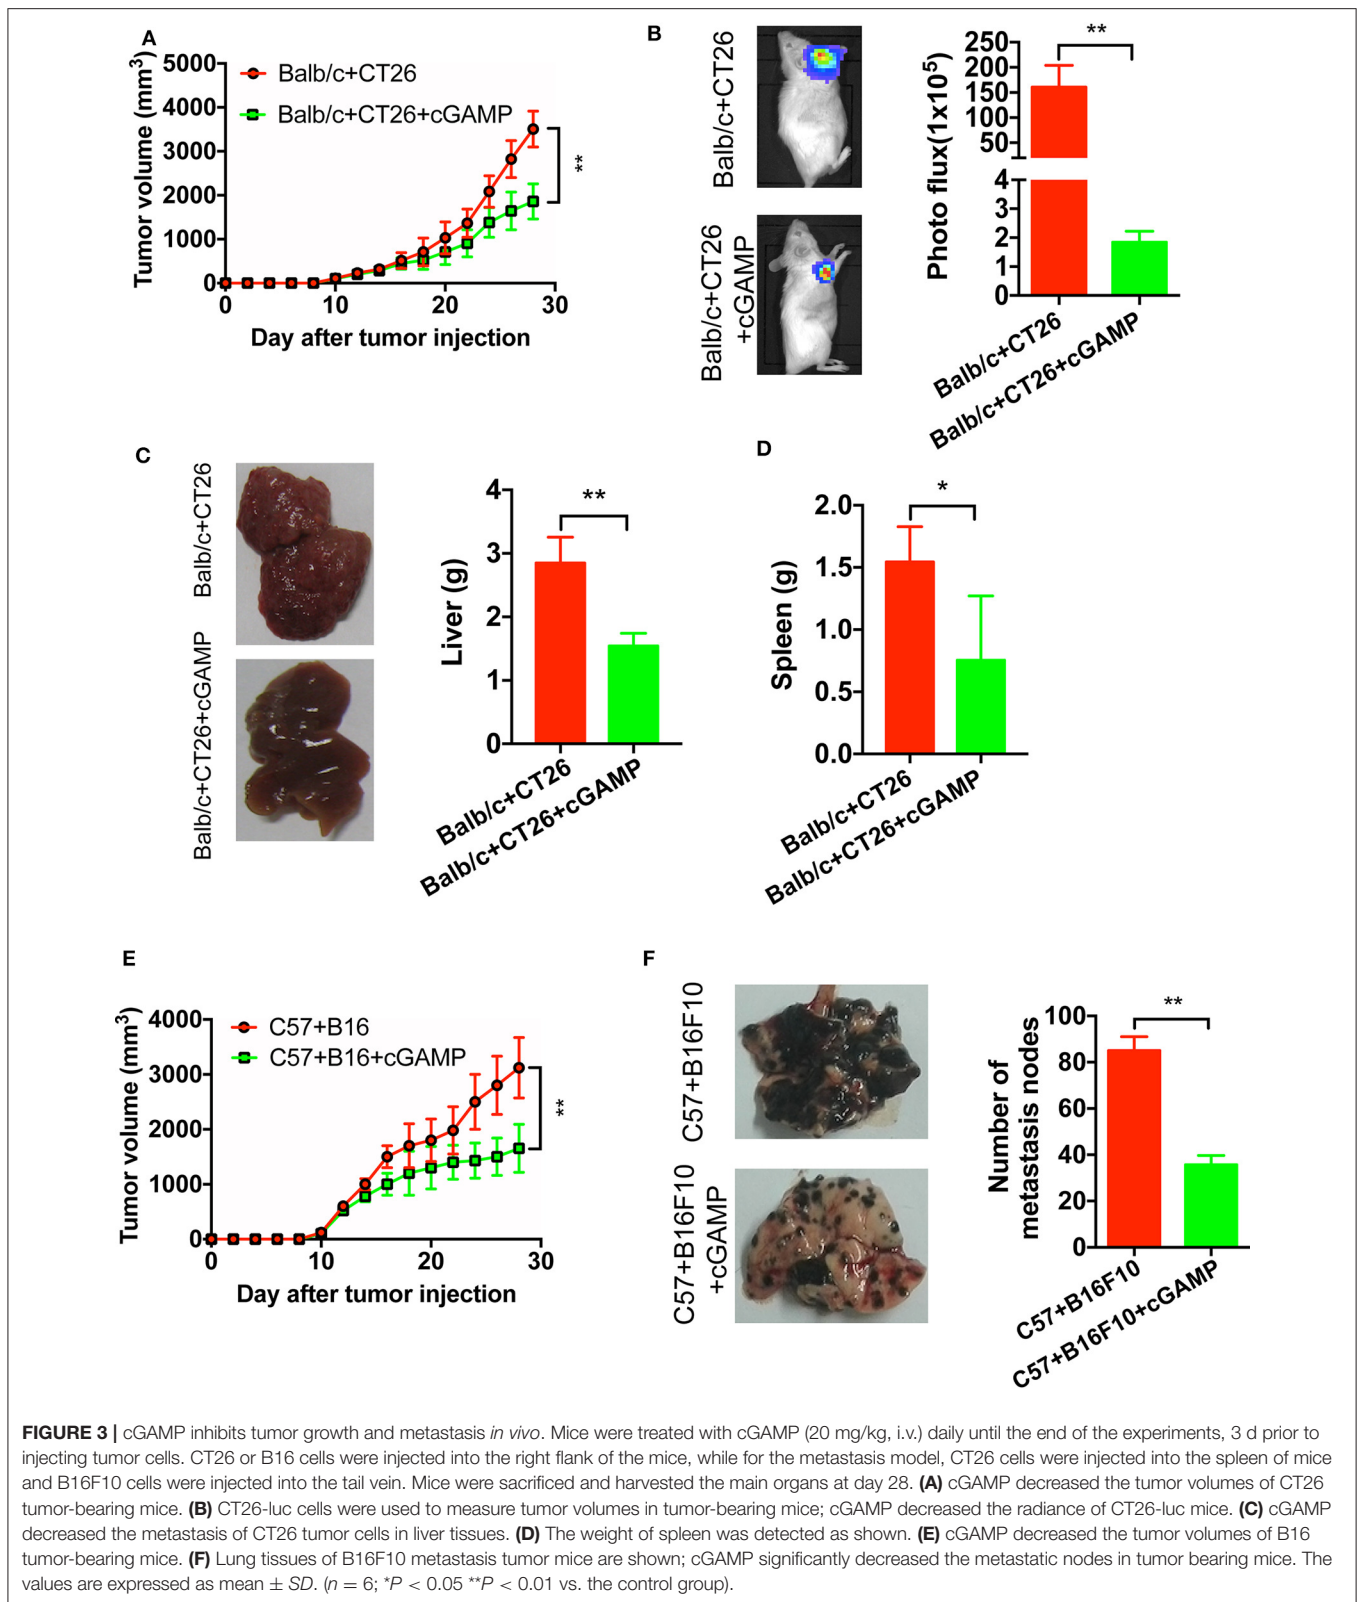 A
Tumor volume (mm³)
5000
4000
3000
2000
1000
0
0
10
20
30
Day after tumor injection
Balb/c+CT26
Balb/c+CT26+cGAMP
**
B
Balb/c+CT26
Balb/c+CT26
+cGAMP
Photo flux(1x10⁵)
250
200
150
100
50
4
3
2
1
0
**
Balb/c+CT26
Balb/c+CT26+cGAMP
C
Balb/c+CT26
Balb/c+CT26+cGAMP
Liver (g)
4
3
2
1
0
**
Balb/c+CT26
Balb/c+CT26+cGAMP
D
Spleen (g)
2.0
1.5
1.0
0.5
0.0
*
Balb/c+CT26
Balb/c+CT26+cGAMP
E
Tumor volume (mm³)
4000
3000
2000
1000
0
0
10
20
30
Day after tumor injection
C57+B16
C57+B16+cGAMP
**
F
C57+B16F10
C57+B16F10
+cGAMP
Number of
metastasis nodes
100
80
60
40
20
0
**
C57+B16F10
C57+B16F10+cGAMP
FIGURE 3 | cGAMP inhibits tumor growth and metastasis in vivo. Mice were treated with cGAMP (20 mg/kg, i.v.) daily until the end of the experiments, 3 d prior to
injecting tumor cells. CT26 or B16 cells were injected into the right flank of the mice, while for the metastasis model, CT26 cells were injected into the spleen of mice
and B16F10 cells were injected into the tail vein. Mice were sacrificed and harvested the main organs at day 28. (A) cGAMP decreased the tumor volumes of CT26
tumor-bearing mice. (B) CT26-luc cells were used to measure tumor volumes in tumor-bearing mice; cGAMP decreased the radiance of CT26-luc mice. (C) cGAMP
decreased the metastasis of CT26 tumor cells in liver tissues. (D) The weight of spleen was detected as shown. (E) cGAMP decreased the tumor volumes of B16
tumor-bearing mice. (F) Lung tissues of B16F10 metastasis tumor mice are shown; cGAMP significantly decreased the metastatic nodes in tumor bearing mice. The
values are expressed as mean ± SD. (n = 6; *P < 0.05 **P < 0.01 vs. the control group).